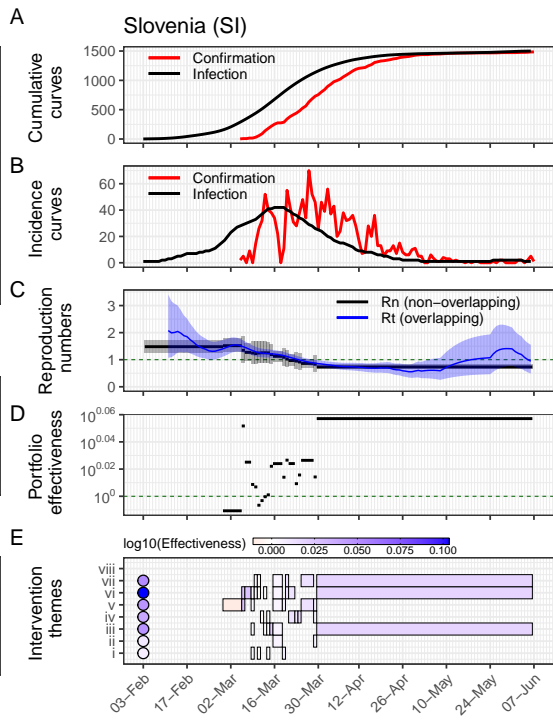 A
Slovenia (SI)
Cumulative curves
1500
1000
500
0
Confirmation
Infection
B
Incidence curves
60
40
20
0
Confirmation
Infection
C
Reproduction numbers
3
2
1
0
Rn (non−overlapping)
Rt (overlapping)
D
Portfolio effectiveness
10^0.06
10^0.04
10^0.02
10^0
E
log10(Effectiveness)
0.000 0.025 0.050 0.075 0.100
Intervention themes
viii
vii
vi
v
iv
iii
ii
i
03−Feb
17−Feb
02−Mar
16−Mar
30−Mar
12−Apr
26−Apr
10−May
24−May
07−Jun